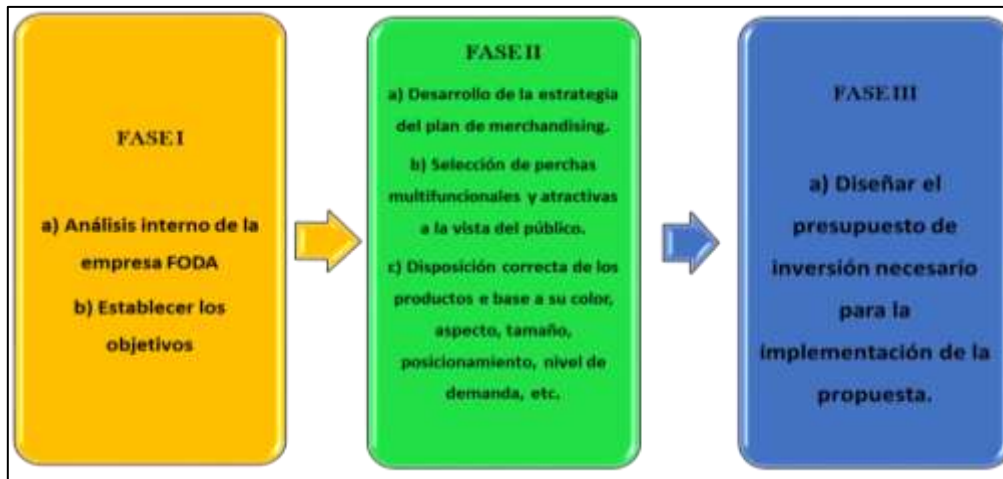 FASE I
a) Análisis interno de la
empresa FODA
b) Establecer los
objetivos
FASE II
a) Desarrollo de la estrategia
del plan de merchandising.
b) Selección de perchas
multifuncionales y atractivas
a la vista del público.
c) Disposición correcta de los
productos e base a su color,
aspecto, tamaño,
posicionamiento, nivel de
demanda, etc.
FASE III
a) Diseñar el
presupuesto de
inversión necesario
para la
implementación de la
propuesta.